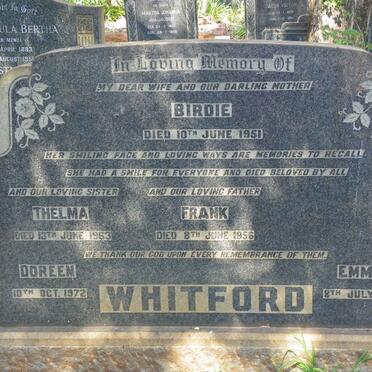 In Loving Memory Of
MY DEAR WIFE AND OUR DARLING MOTHER
BIRDIE
DIED 10TH JUNE 1951
HER SMILING FACE AND LOVING WAYS ARE MEMORIES TO RECALL
SHE HAD A SMILE FOR EVERYONE AND DIED BELOVED BY ALL
AND OUR LOVING SISTER AND OUR LOVING FATHER
THELMA FRANK
DIED 13TH JUNE 1963 DIED 8TH JUNE 1956
WE THANK OUR GOD UPON EVERY REMEMBRANCE OF THEM.
DOREEN EMM
10TH OCT. 1972 WHITFORD 8TH JULY
ULA BERTHA